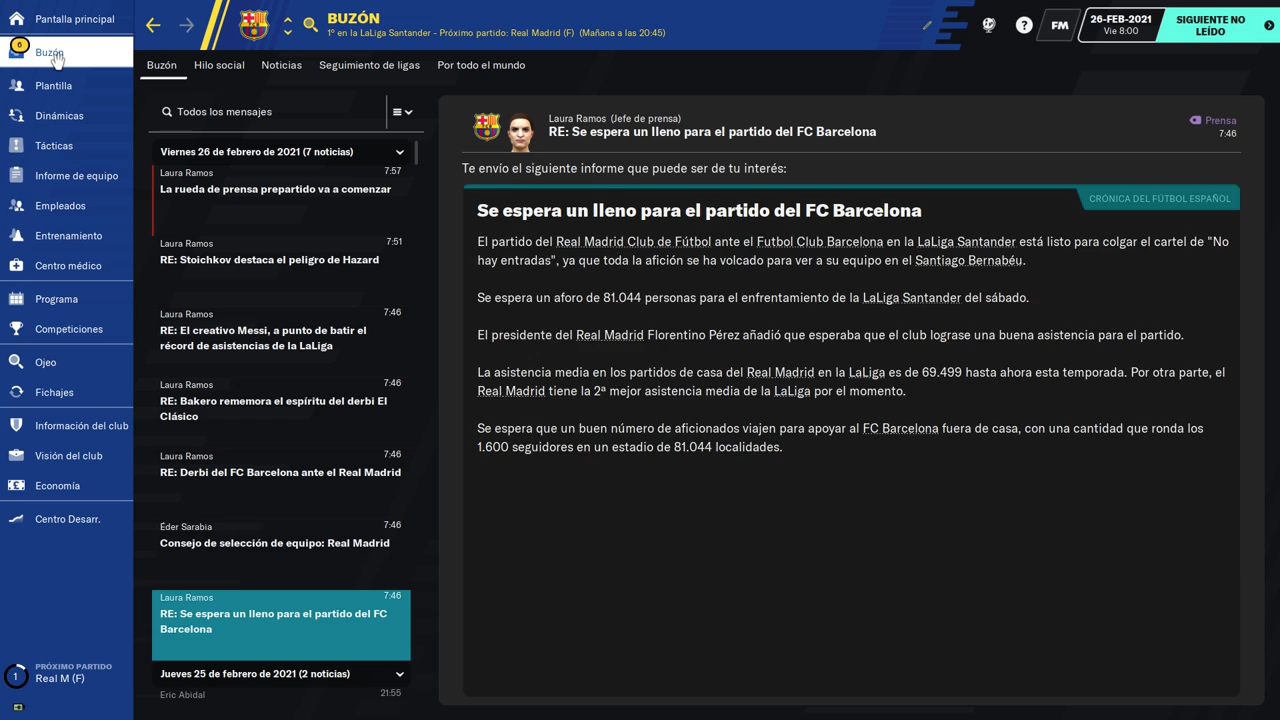 Pantalla principal
6
Buzón
Plantilla
Dinámicas
Tácticas
Informe de equipo
Empleados
Entrenamiento
Centro médico
Programa
Competiciones
Ojeo
Fichajes
Información del club
Visión del club
Economía
Centro Desarr.
1
PRÓXIMO PARTIDO
Real M (F)
BUZÓN
1º en la LaLiga Santander - Próximo partido: Real Madrid (F) (Mañana a las 20:45)
?
FM
26-FEB-2021
Vie 8:00
SIGUIENTE NO
LEÍDO
Buzón Hilo social Noticias Seguimiento de ligas Por todo el mundo
Todos los mensajes
Viernes 26 de febrero de 2021 (7 noticias)
Laura Ramos 7:57
La rueda de prensa prepartido va a comenzar
Laura Ramos 7:51
RE: Stoichkov destaca el peligro de Hazard
Laura Ramos 7:46
RE: El creativo Messi, a punto de batir el
récord de asistencias de la LaLiga
Laura Ramos 7:46
RE: Bakero rememora el espíritu del derbi El
Clásico
Laura Ramos 7:46
RE: Derbi del FC Barcelona ante el Real Madrid
Éder Sarabia 7:46
Consejo de selección de equipo: Real Madrid
Laura Ramos 7:46
RE: Se espera un lleno para el partido del FC
Barcelona
Jueves 25 de febrero de 2021 (2 noticias)
Eric Abidal 21:55
Laura Ramos (Jefe de prensa)
RE: Se espera un lleno para el partido del FC Barcelona
Prensa
7:46
Te envío el siguiente informe que puede ser de tu interés:
CRÓNICA DEL FÚTBOL ESPAÑOL
Se espera un lleno para el partido del FC Barcelona
El partido del Real Madrid Club de Fútbol ante el Futbol Club Barcelona en la LaLiga Santander está listo para colgar el cartel de "No
hay entradas", ya que toda la afición se ha volcado para ver a su equipo en el Santiago Bernabéu.
Se espera un aforo de 81.044 personas para el enfrentamiento de la LaLiga Santander del sábado.
El presidente del Real Madrid Florentino Pérez añadió que esperaba que el club lograse una buena asistencia para el partido.
La asistencia media en los partidos de casa del Real Madrid en la LaLiga es de 69.499 hasta ahora esta temporada. Por otra parte, el
Real Madrid tiene la 2ª mejor asistencia media de la LaLiga por el momento.
Se espera que un buen número de aficionados viajen para apoyar al FC Barcelona fuera de casa, con una cantidad que ronda los
1.600 seguidores en un estadio de 81.044 localidades.